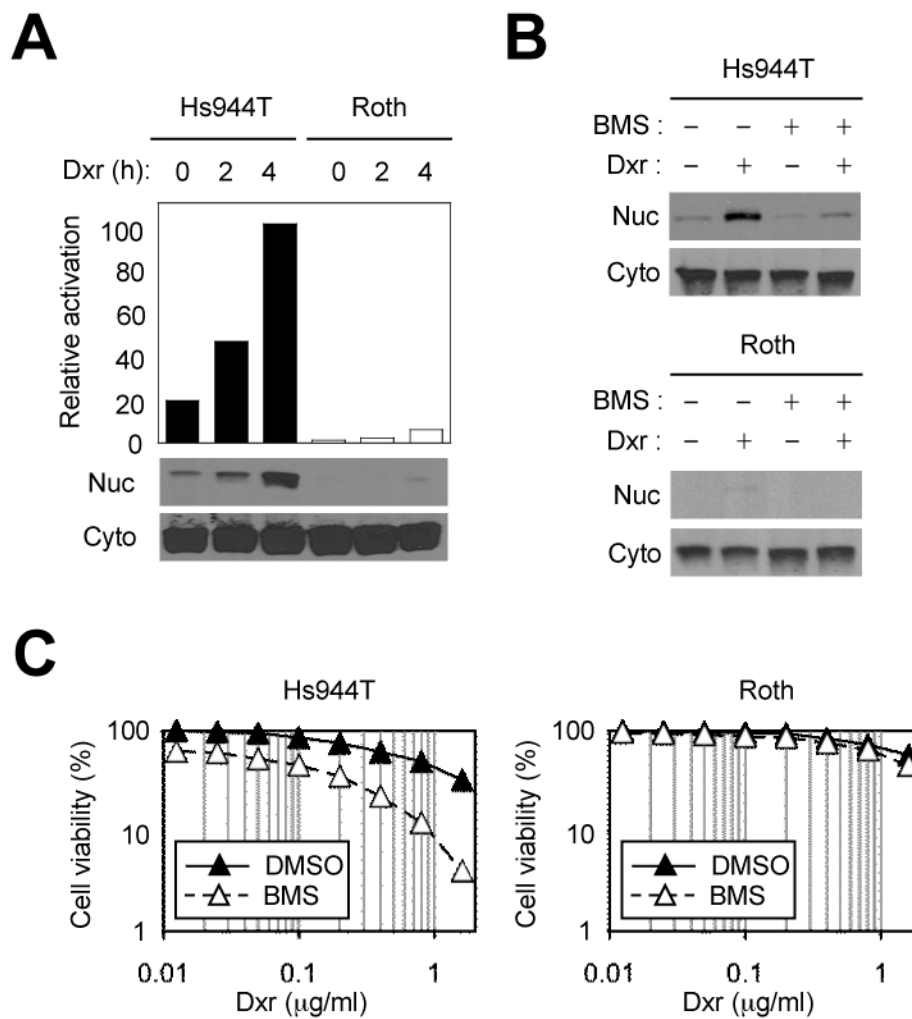 A
Hs944T Roth
Dxr (h): 0 2 4 0 2 4
Relative activation
100
80
60
40
20
0
Nuc
Cyto
B
Hs944T
BMS : − − + +
Dxr : − + − +
Nuc
Cyto
Roth
BMS : − − + +
Dxr : − + − +
Nuc
Cyto
C
Hs944T
Cell viability (%)
100
10
1
DMSO
BMS
0.01 0.1 1
Dxr (μg/ml)
Roth
Cell viability (%)
100
10
1
DMSO
BMS
0.01 0.1 1
Dxr (μg/ml)